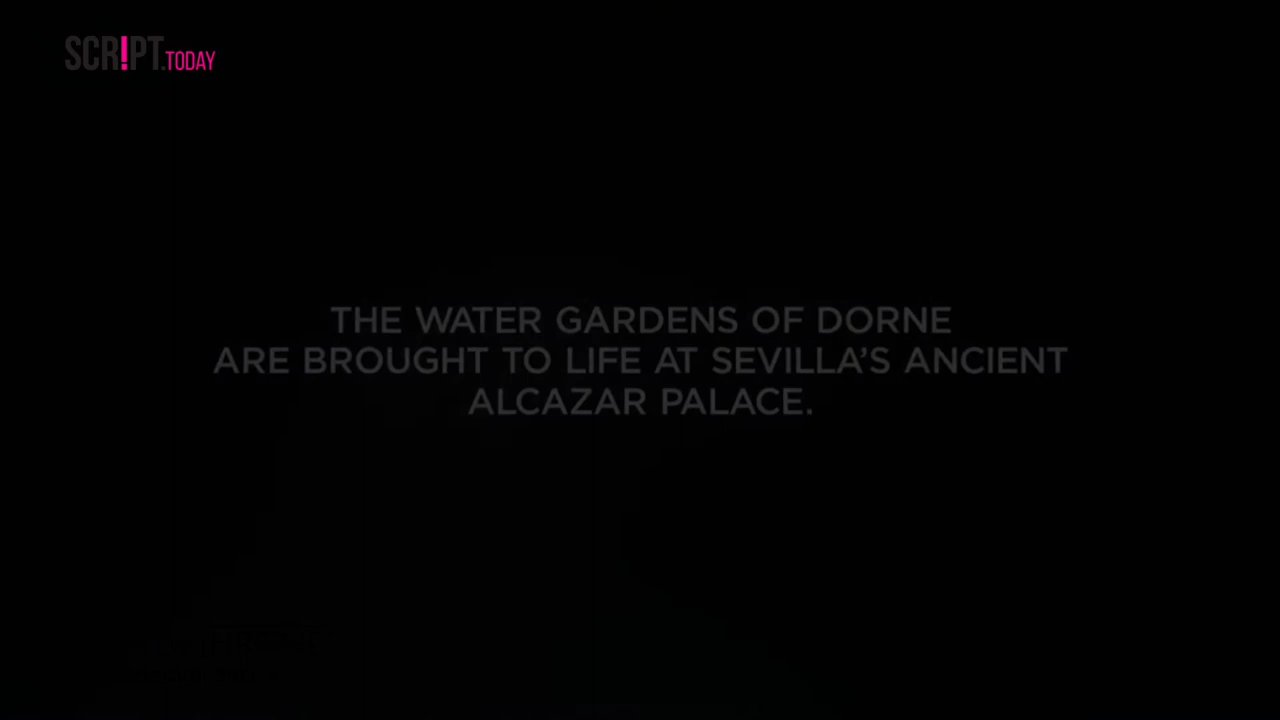 SCR!PT.TODAY
THE WATER GARDENS OF DORNE
ARE BROUGHT TO LIFE AT SEVILLA'S ANCIENT
ALCAZAR PALACE.